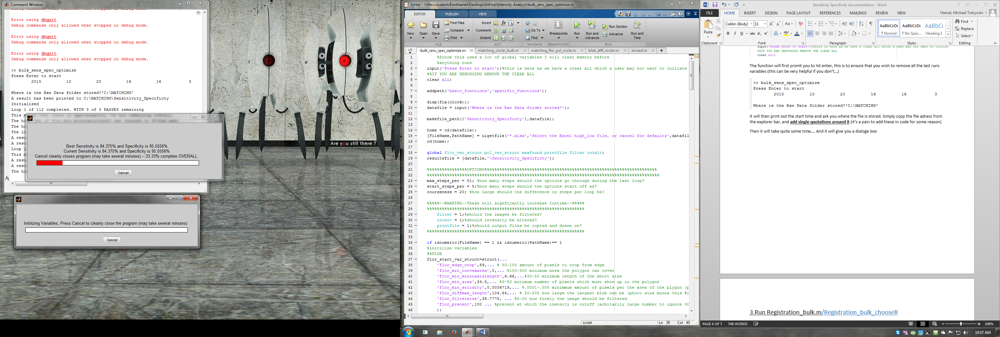 Command Window
Debug commands only allowed when stopped in debug mode.
Error using dbquit
Debug commands only allowed when stopped in debug mode.
Error using dbquit
Debug commands only allowed when stopped in debug mode.
Error using dbquit
Debug commands only allowed when stopped in debug mode.
>> bulk_sens_spec_optimize
Press Enter to start
2015 10 20 16 16 3
Where is the Raw Data folder stored?'C:\MATCHING'
A result has been printed to C:\MATCHING\Sensitivity_Specificty
Initialized
Loop 1 of 112 completed. WITH 3 of 3 PASSES remaining
Best Sensitivity is 84.375% and Specificity is 95.5556%
Current Sensitivity is 84.375% and Specificity is 95.5556%
Cancel cleanly closes program (may take several minutes) -- 33.33% complete OVERALL.
Cancel
fx
Initilizing Variables, Press Cancel to cleanly close the program (may take several minutes)
Cancel
Are you still there ?
Editor - \\files\students$\mthamel\Desktop\GitHub\Intensity-Analysis\bulk_sens_spec_optimize.m
EDITOR PUBLISH VIEW
New Open Save Find Files Compare Print
Insert fx Comment Indent
Go To Find
Breakpoints
Run Run and Advance Run Section Advance Run and Time
FILE EDIT NAVIGATE BREAKPOINTS RUN
+3 bulk_sens_spec_optimize.m matching_circler_bulk.m matching_flor_pol_circle.m blob_diff_circler.m xlsread.m
1 %Since this uses a lot of global variables I will clear memory before
2 %anything runs
3 input('Press Enter to start');%this is here as we have a clear all which a user may not want to initiate
4 %%IF YOU ARE DEBUGGING REMOVE THE CLEAR ALL
5 clear all;
6
7 addpath('basic_functions','specific_functions');
8
9 disp(fix(clock));
10 datafile = input('Where is the Raw Data folder stored?');
11
12 makefile_path({'Sensitivity_Specificty'},datafile);
13
14 home = cd(datafile);
15 [FileName,PathName] = uigetfile('*.xlsx','Select the Excel high_low file, or cancel for defaults',datafil
16 cd(home);
17
18 global flor_var_struct pol_var_struct maxfound printfile filter intalt;
19 resultsfile = [datafile,'\Sensitivity_Specificty'];
20
21 %%%%%%%%%%%%%%%%OPTIONS%%%%%%%%%%%%%%%%%%%%%%%%%%%%%%%%%%%%%%%%%%%%%%%%%%%%%%%%%%%%%%%%%%%%%%%
22 %%%%%%%%%%%%%%%%%%%%%%%%%%%%%%%%%%%%%%%%%%%%%%%%%%%%%%%%%%%%%%%%%%%%%%%%%%%%%%%%%%%%%%%%%%%%%%%
23 max_steps_per = 51; %how many steps should the options go through during the last loop?
24 start_steps_per = 5;%how many steps should the options start off as?
25 courseness = 20; %how large should the difference in steps per loop be?
26
27 %%%%%~~WARNING--These will signficantly increase runtime~~%%%%%
28 %%%%%%%%%%%%%%%%%%%%%%%%%%%%%%%%%%%%%%%%%%%%%%%%%%%%%%%%%%%%%%%
29 filter = 1;%should the images be filtered?
30 intalt = 1;%should intensity be altered?
31 printfile = 1;%should output files be copied and drawn on?
32 %%%%%%%%%%%%%%%%%%%%%%%%%%%%%%%%%%%%%%%%%%%%%%%%%%%%%%%%%%%%%%%
33
34 if isnumeric(FileName) == 1 && isnumeric(PathName)== 1
35 %initilize variables
36 %%FLOR
37 flor_start_var_struct=struct(...
38 'flor_edge_crop',89,... % 50-100 amount of pixels to crop from edge
39 'flor_min_convexarea',0,... %100-500 minimum area the polygon can cover
40 'flor_min_minoraxislength',6.66,...%30-50 minimum length of the short size
41 'flor_min_area',34.5,... %5-50 minimum number of pixels which must show up in the polygon
42 'flor_min_solidity',0.0036719,... %.0001-.005 minimmum amount of pixels per the area of the plygon (p
43 'flor_diffmax_length',104.84,... % 50-200 how large the largest blob can be (photo size minus this #)
44 'flor_filtersize',38.7778, ... %5-20 how finely the image should be filtered
45 'flor_precent',100 ... %precent at which the inensity is cutoff (arbitarily large number to ignore th
46 );
script Ln 30 Col 45
Sensitivity Specificity documentation - Word
FILE HOME INSERT DESIGN PAGE LAYOUT REFERENCES MAILINGS REVIEW VIEW Hamel, Michael Tokiyoshi
Paste Calibri (Body) 11 AaBbCcDc AaBbCcDc AaBbCc Find Replace Select
¶ Normal ¶ No Spac... Heading 1
Clipboard Font Paragraph Styles Editing
input('Press Enter to start');%this is here as we have a clear all which a user may not want to initiat
%%IF YOU ARE DEBUGGING REMOVE THE CLEAR ALL
clear all;
The function will first promt you to hit enter, this is to ensure that you wish to remove all the last runs
variables (this can be very helpful if you don't…)
>> bulk_sens_spec_optimize
Press Enter to start
2015 10 20 16 16 3
Where is the Raw Data folder stored?'C:\MATCHING'
It will then print out the start time and ask you where the file is stored. Simply copy the file adress from
the explorer bar, and add single quotations around it (it's a pain to add these in code for some reason)
Then it will take quite some time…. And it will give you a dialoge box
3.Run Registration_bulk.m/Registration_bulk_chooseR
PAGE 4 OF 7 749 WORDS 100%
10:57 AM